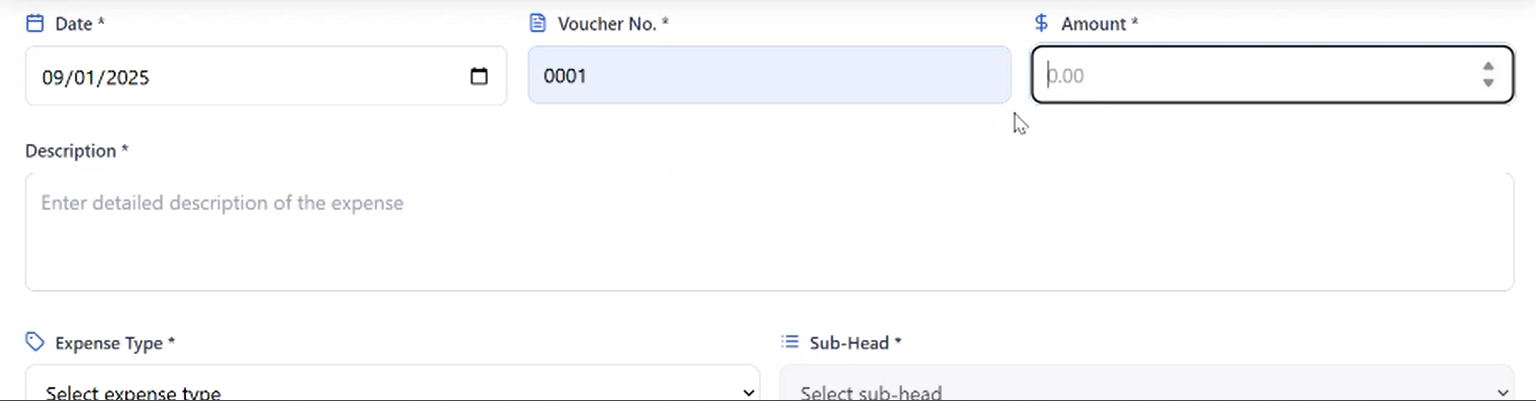 Date * Voucher No. * $ Amount *
09/01/2025 0001 0.00
Description *
Enter detailed description of the expense
Expense Type * Sub-Head *
Select expense type Select sub-head